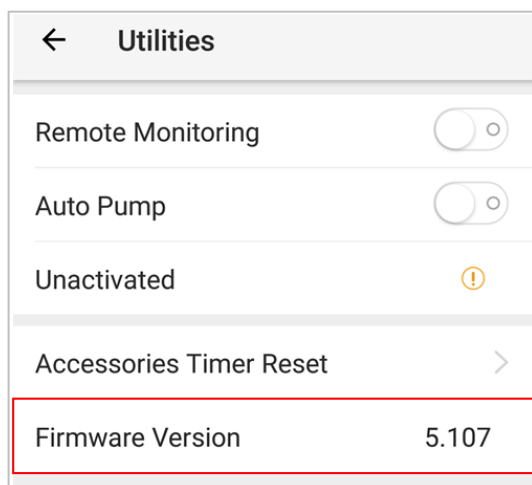 Utilities
Remote Monitoring
Auto Pump
Unactivated
Accessories Timer Reset
Firmware Version 5.107